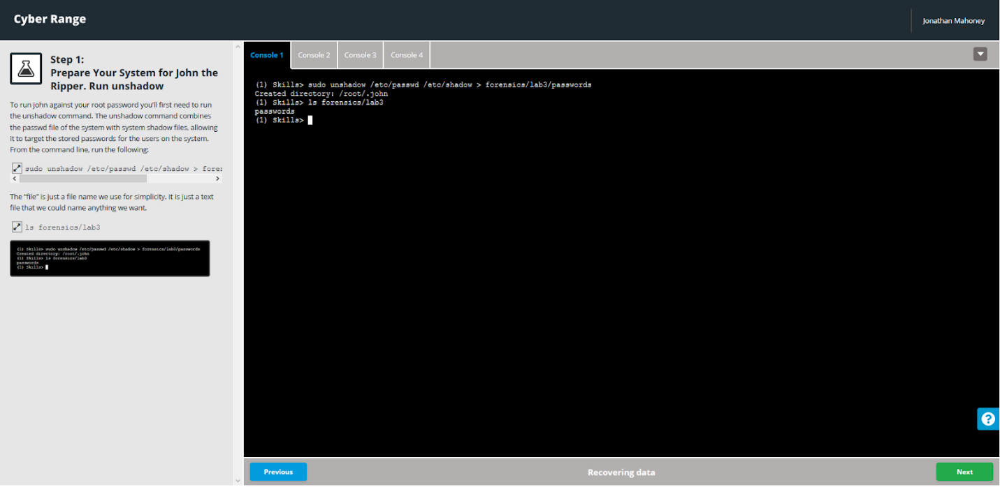 Cyber Range
Jonathan Mahoney
Step 1:
Prepare Your System for John the
Ripper. Run unshadow
To run john against your root password you'll first need to run
the unshadow command. The unshadow command combines
the passwd file of the system with system shadow files, allowing
it to target the stored passwords for the users on the system.
From the command line, run the following:
sudo unshadow /etc/passwd /etc/shadow > fore
The "file" is just a file name we use for simplicity. It is just a text
file that we could name anything we want.
ls forensics/lab3
(1) Skills> sudo unshadow /etc/passwd /etc/shadow > forensics/lab3/passwords
Created directory: /root/.john
(1) Skills> ls forensics/lab3
passwords
(1) Skills>
Console 1
Console 2
Console 3
Console 4
(1) Skills> sudo unshadow /etc/passwd /etc/shadow > forensics/lab3/passwords
Created directory: /root/.john
(1) Skills> ls forensics/lab3
passwords
(1) Skills>
?
Previous
Recovering data
Next